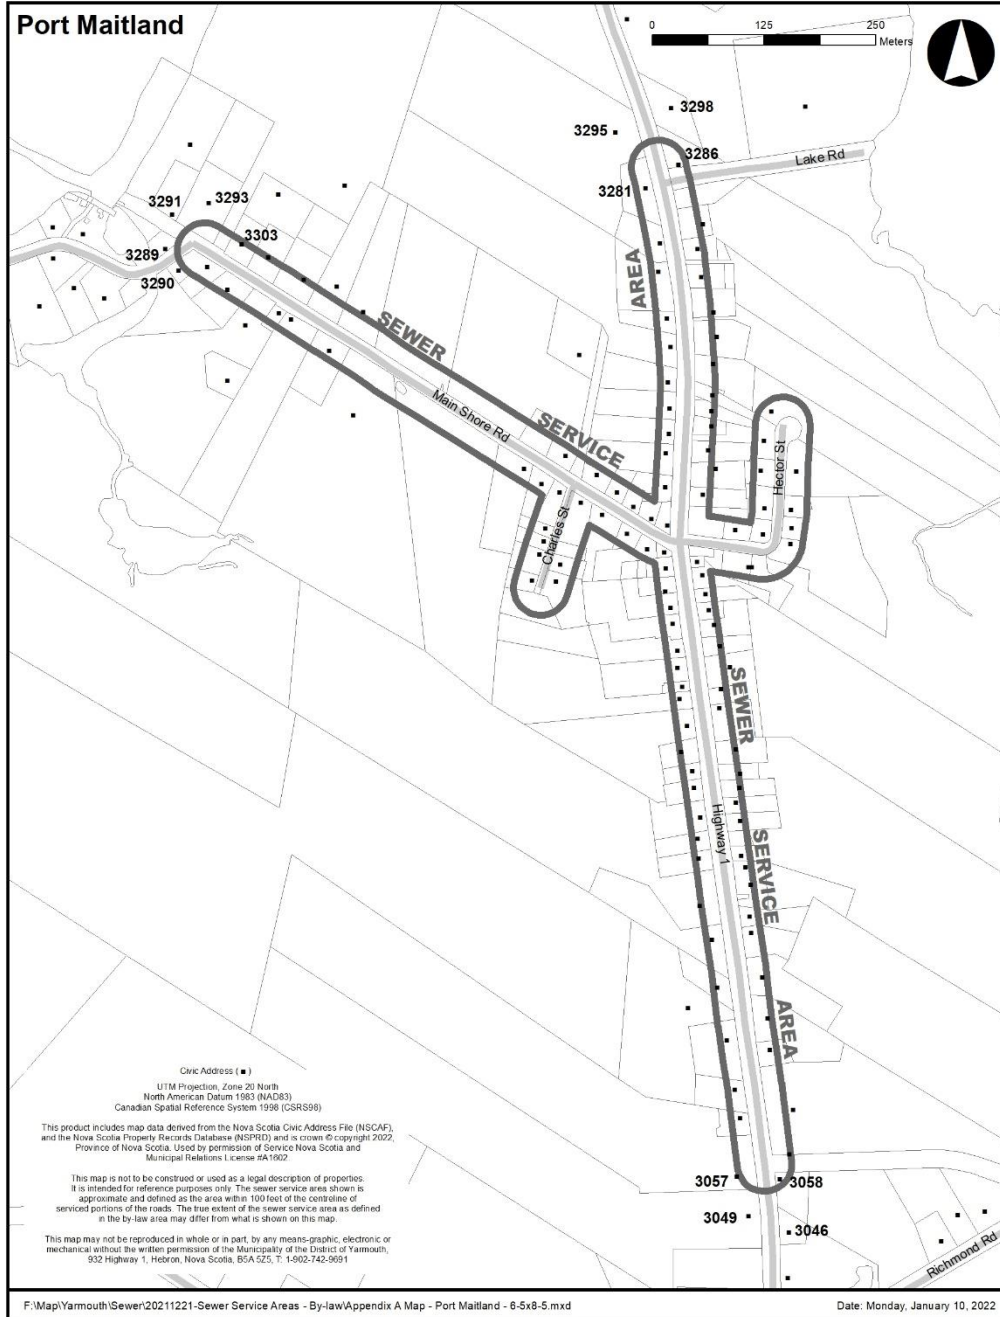 Port Maitland
0 125 250
Meters
3298
3295
3286
Lake Rd
3281
3291
3293
3303
3289
3290
AREA
SEWER
Main Shore Rd
SERVICE
Hector St
Charles St
SEWER
Highway 1
SERVICE
AREA
Civic Address ( ■ )
UTM Projection, Zone 20 North
North American Datum 1983 (NAD83)
Canadian Spatial Reference System 1998 (CSRS98)
This product includes map data derived from the Nova Scotia Civic Address File (NSCAF),
and the Nova Scotia Property Records Database (NSPRD) and is crown © copyright 2022,
Province of Nova Scotia. Used by permission of Service Nova Scotia and
Municipal Relations License #A1602.
This map is not to be construed or used as a legal description of properties.
It is intended for reference purposes only. The sewer service area shown is
approximate and defined as the area within 100 feet of the centreline of
serviced portions of the roads. The true extent of the sewer service area as defined
in the by-law area may differ from what is shown on this map.
This map may not be reproduced in whole or in part, by any means-graphic, electronic or
mechanical without the written permission of the Municipality of the District of Yarmouth,
932 Highway 1, Hebron, Nova Scotia, B5A 5Z5, T: 1-902-742-9691
3057
3058
3049
3046
Richmond Rd
F:\Map\Yarmouth\Sewer\20211221-Sewer Service Areas - By-law\Appendix A Map - Port Maitland - 6-5x8-5.mxd
Date: Monday, January 10, 2022